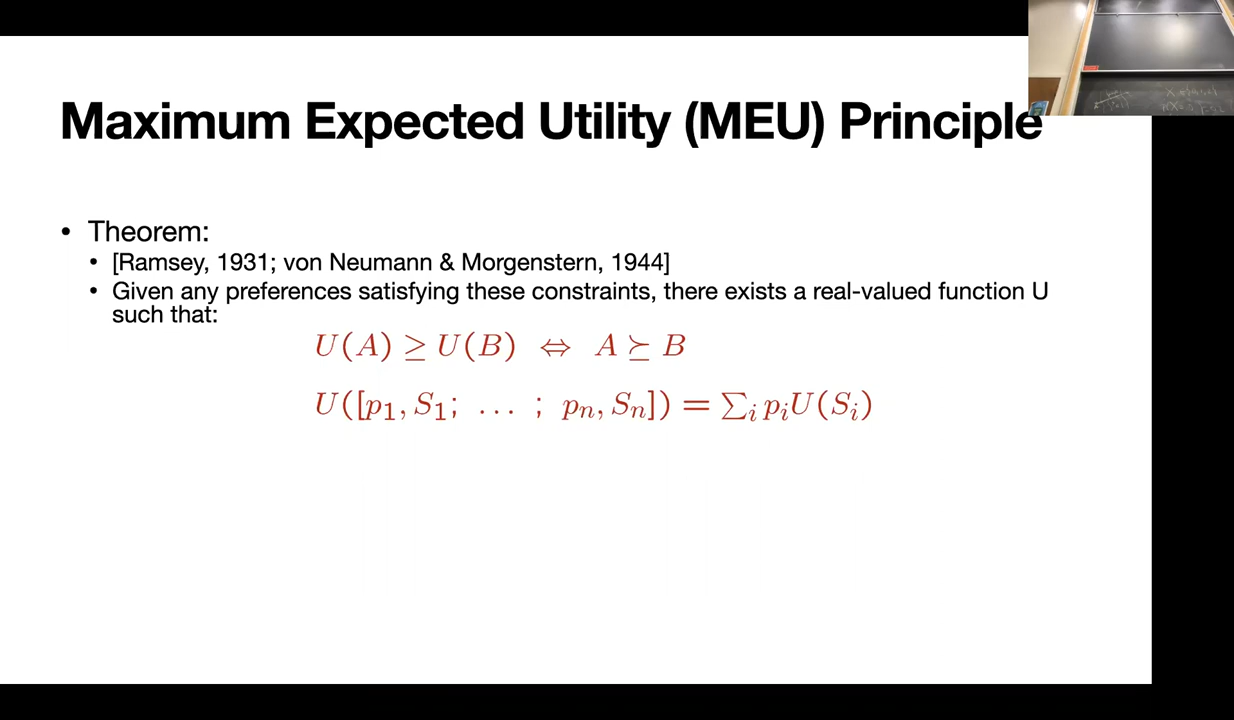 Maximum Expected Utility (MEU) Principle
• Theorem:
• [Ramsey, 1931; von Neumann & Morgenstern, 1944]
• Given any preferences satisfying these constraints, there exists a real-valued function U
such that:
U(A) ≥ U(B) ⇔ A ⪰ B
U([p₁, S₁; … ; pₙ, Sₙ]) = ∑ᵢ pᵢU(Sᵢ)